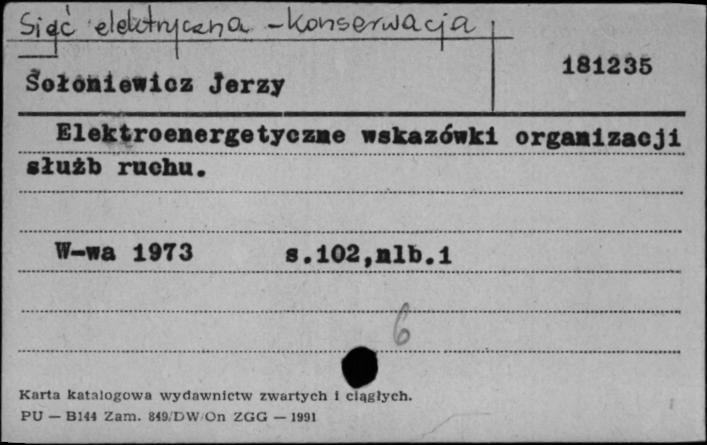 Sieć elektryczna - Konserwacja
181235
Sołoniewicz Jerzy
Elektroenergetyczne wskazówki organizacji
służb ruchu.
W-wa 1973 s.102,nlb.1
6
Karta katalogowa wydawnictw zwartych i ciągłych.
PU — B144 Zam. 849/DW/On ZGG — 1991